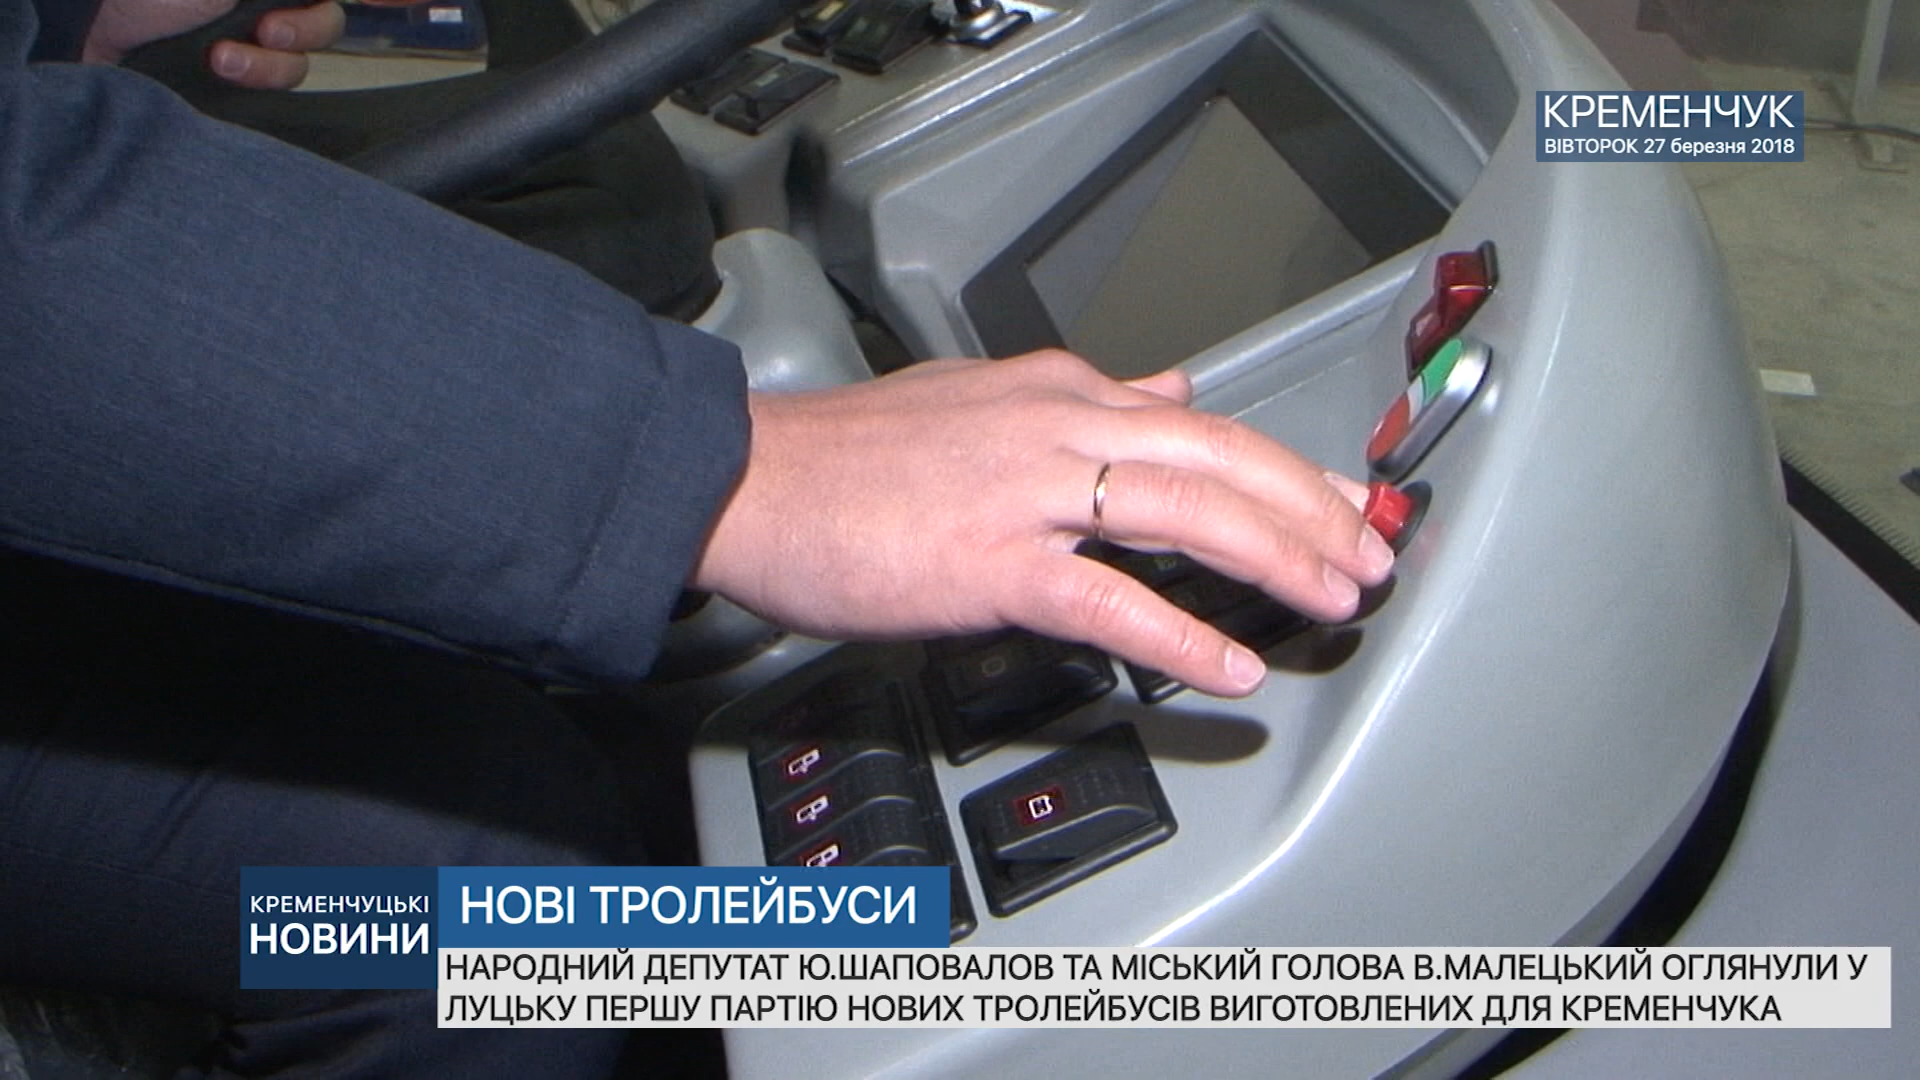 КРЕМЕНЧУК
ВІВТОРОК 27 березня 2018
КРЕМЕНЧУЦЬКІ
НОВИНИ
НОВІ ТРОЛЕЙБУСИ
НАРОДНИЙ ДЕПУТАТ Ю.ШАПОВАЛОВ ТА МІСЬКИЙ ГОЛОВА В.МАЛЕЦЬКИЙ ОГЛЯНУЛИ У
ЛУЦЬКУ ПЕРШУ ПАРТІЮ НОВИХ ТРОЛЕЙБУСІВ ВИГОТОВЛЕНИХ ДЛЯ КРЕМЕНЧУКА